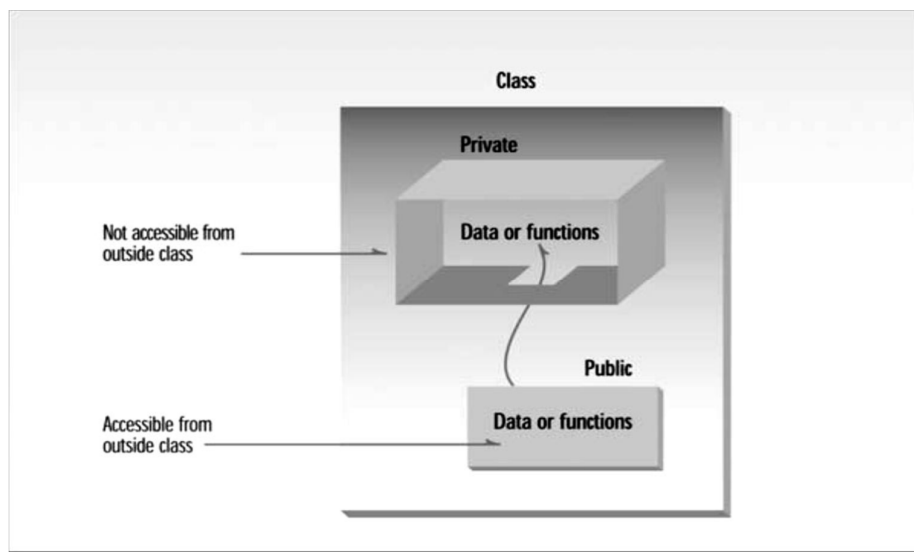 Class
Private
Not accessible from
outside class
Data or functions
Public
Accessible from
outside class
Data or functions